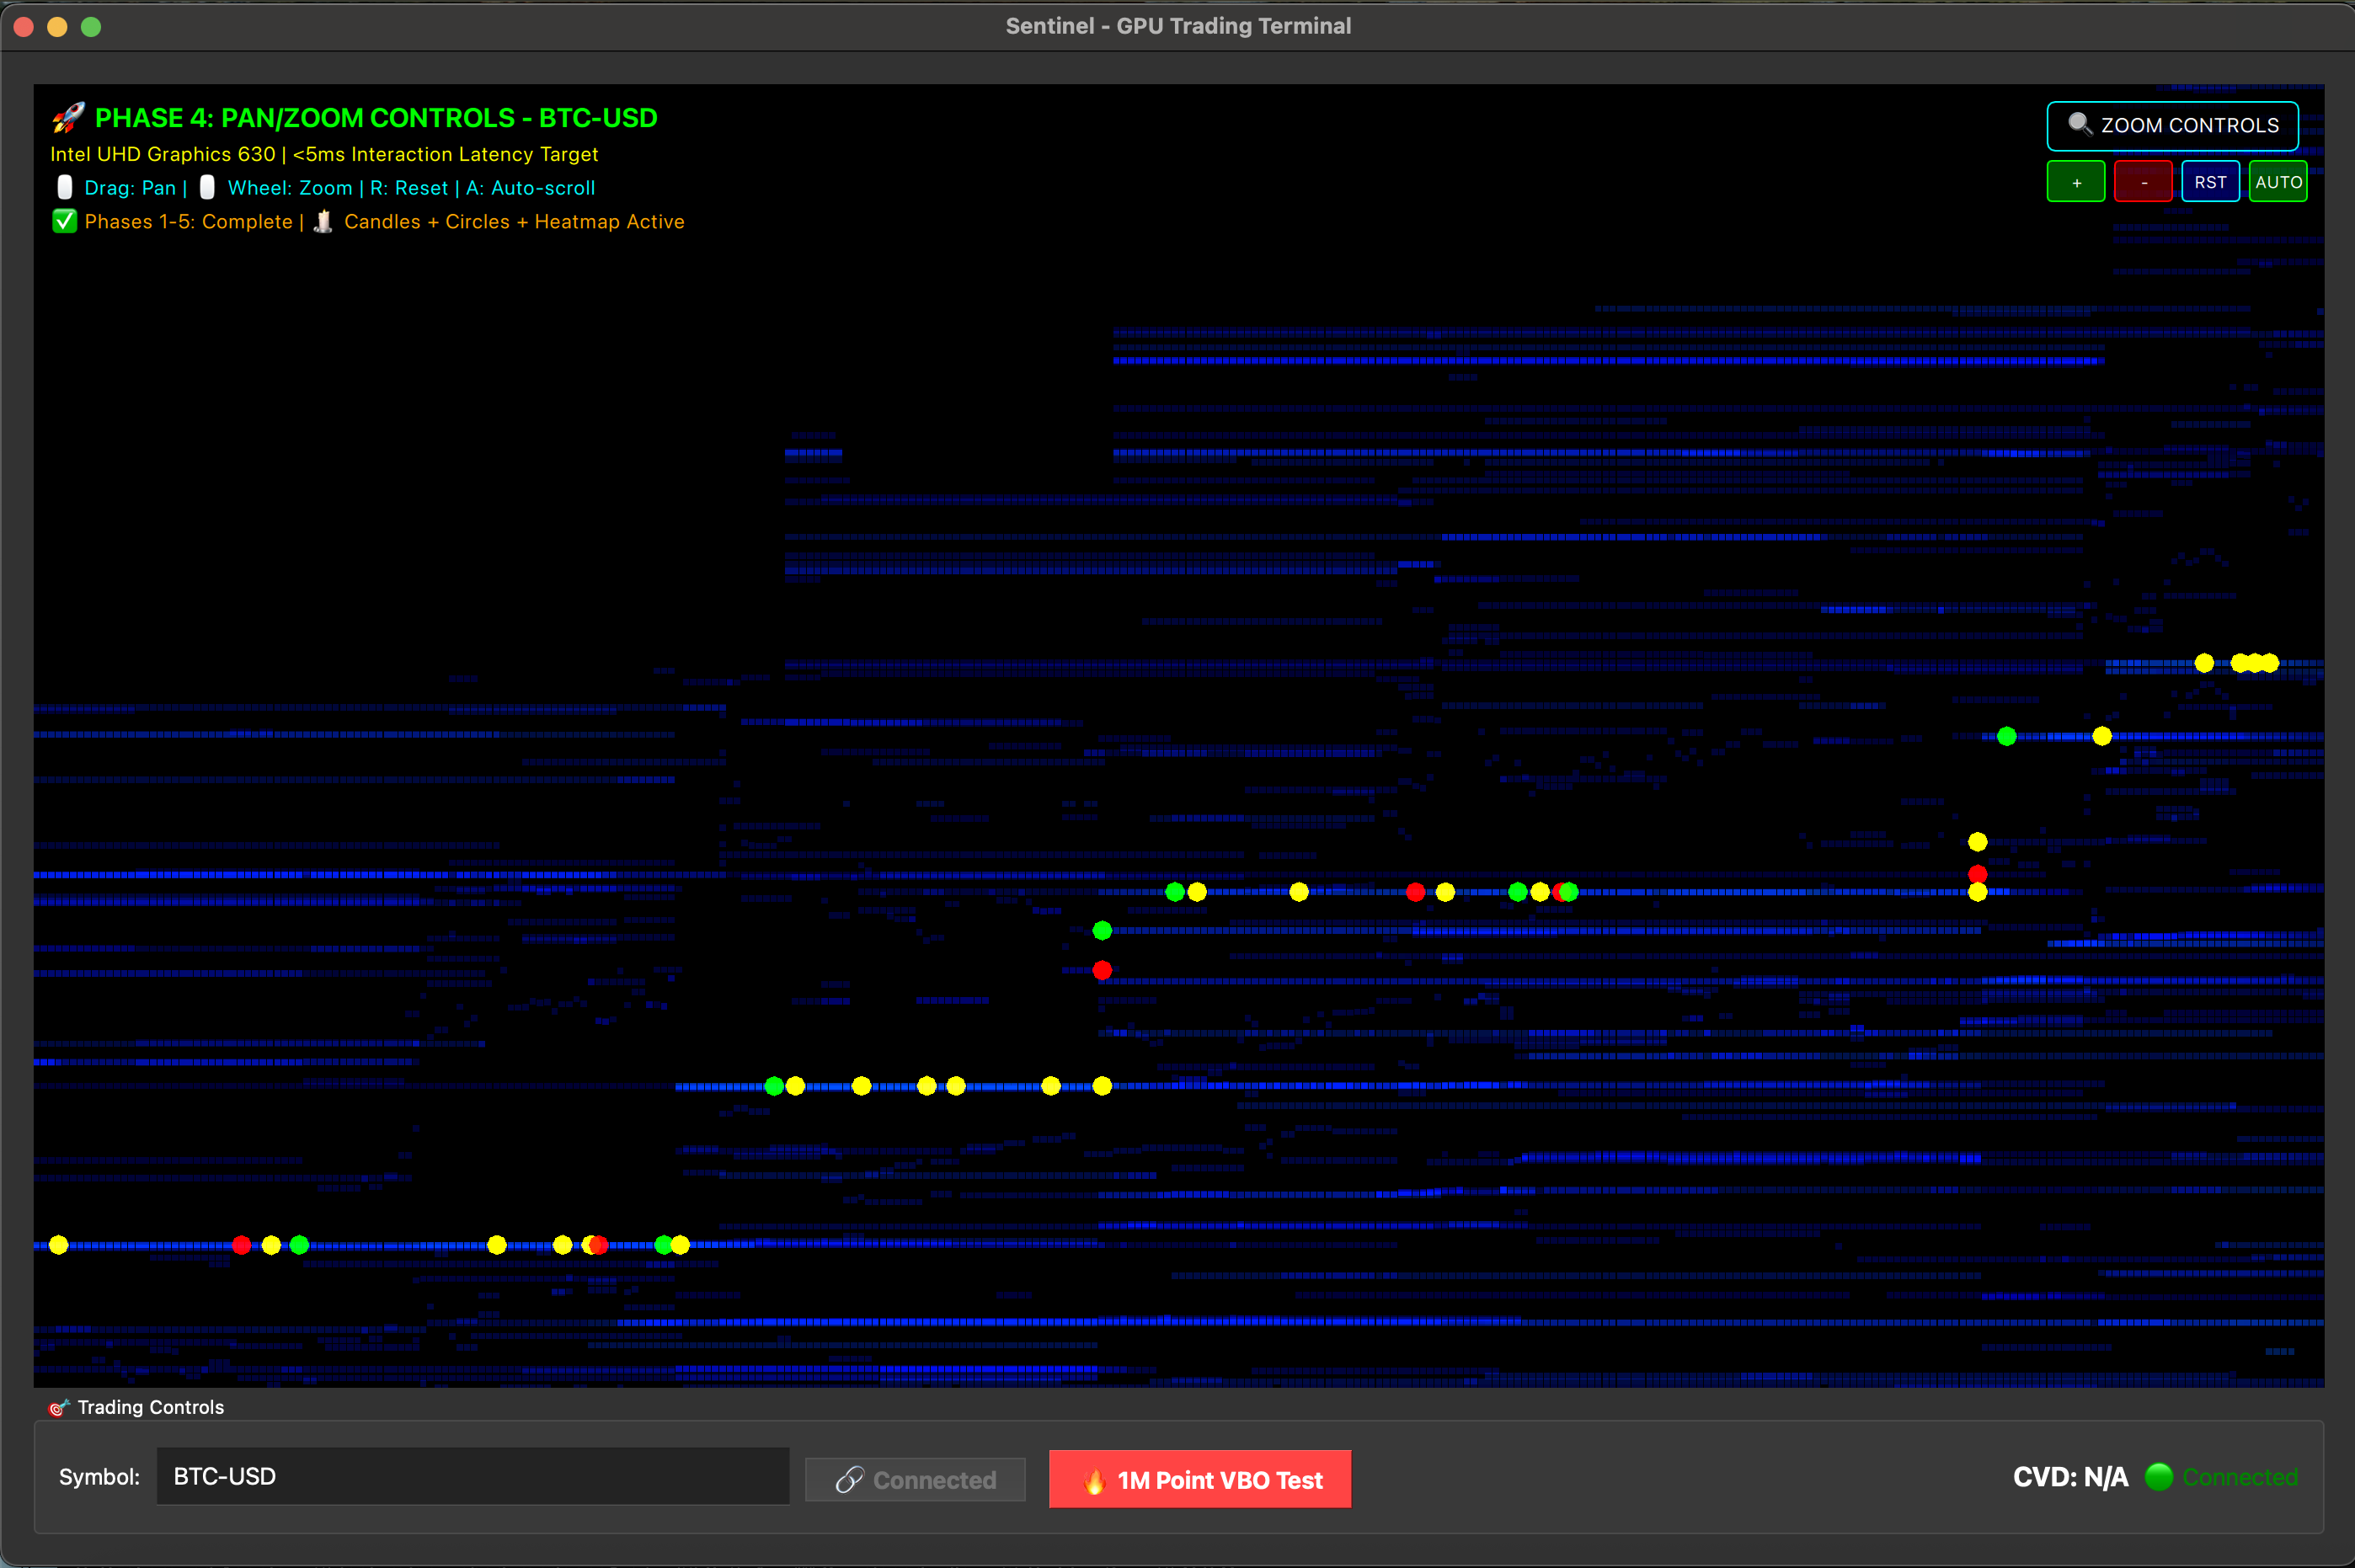 Sentinel - GPU Trading Terminal
🚀 PHASE 4: PAN/ZOOM CONTROLS - BTC-USD
Intel UHD Graphics 630 | <5ms Interaction Latency Target
Drag: Pan | Wheel: Zoom | R: Reset | A: Auto-scroll
✅ Phases 1-5: Complete | 🕯️ Candles + Circles + Heatmap Active
🔍 ZOOM CONTROLS
+ - RST AUTO
🎯 Trading Controls
Symbol: BTC-USD 🔗 Connected 🔥 1M Point VBO Test CVD: N/A 🟢 Connected